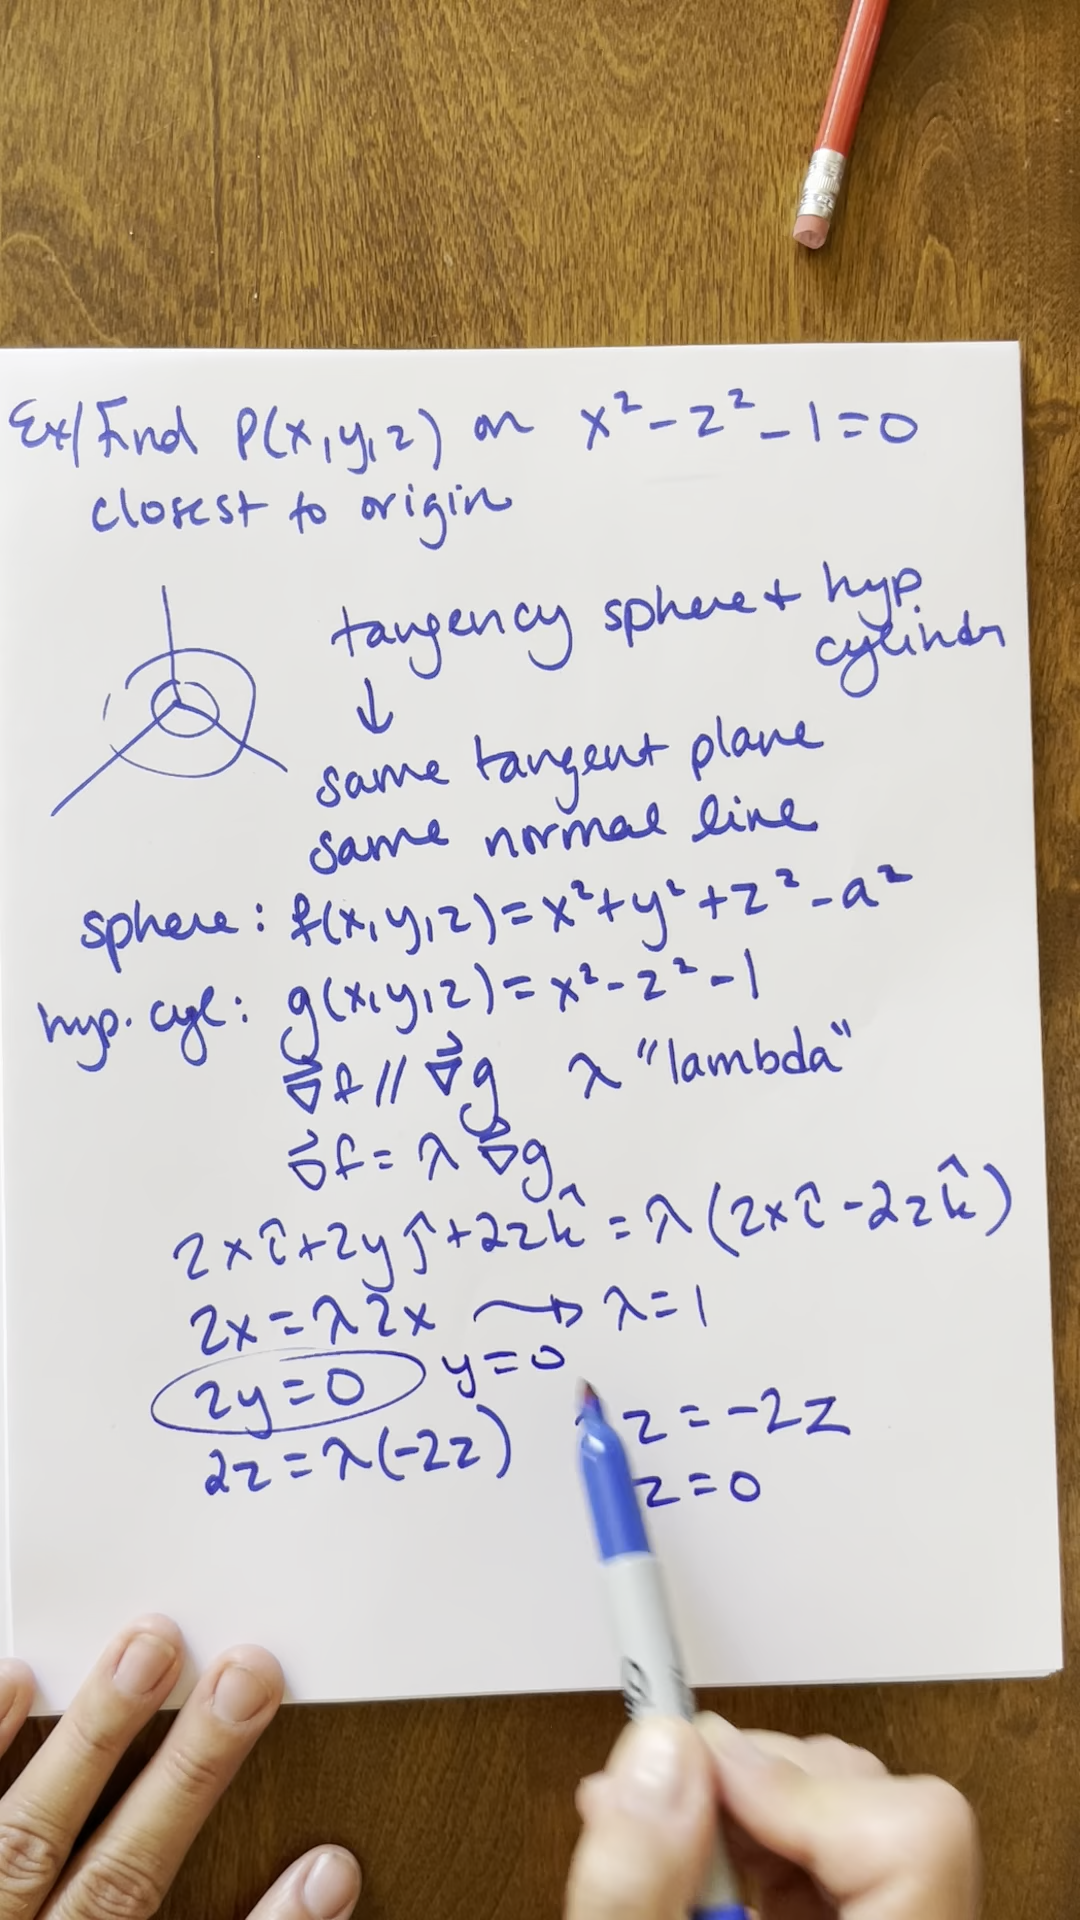 Ex/ Find P(x,y,z) on x²-z²-1=0
closest to origin
tangency sphere + hyp
cylinder
↓
same tangent plane
same normal line
sphere: f(x,y,z)=x²+y²+z²-a²
hyp. cyl: g(x,y,z)=x²-z²-1
∇⃗f // ∇⃗g λ "lambda"
∇⃗f = λ ∇⃗g
2xî+2yĵ+2zk̂=λ(2xî-2zk̂)
2x=λ2x → λ=1
2y=0 y=0
2z=λ(-2z) z=-2z
z=0